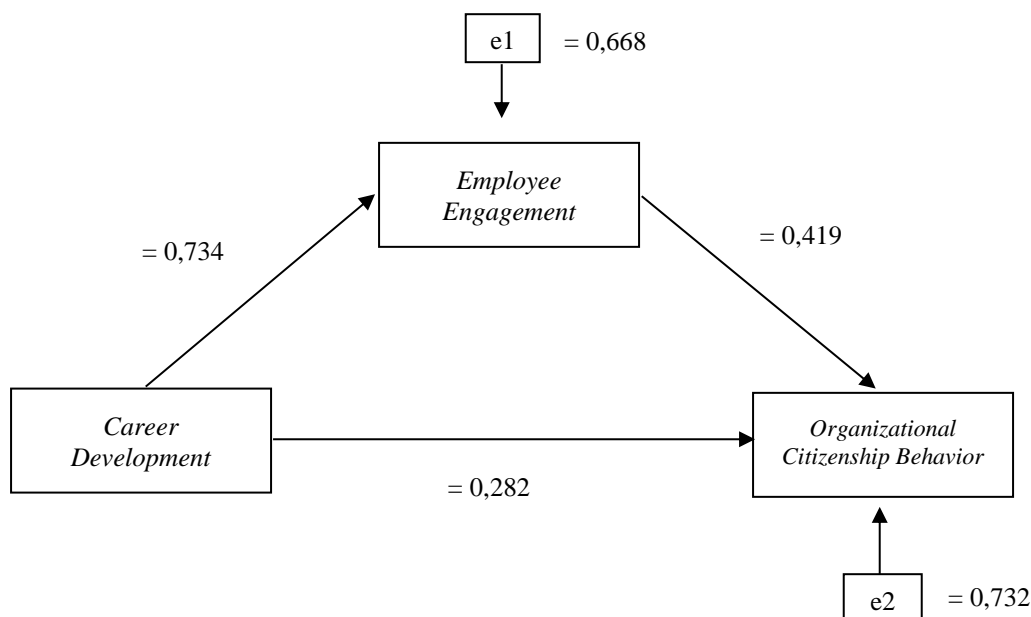 e1
= 0,668
Employee
Engagement
= 0,734
= 0,419
Career
Development
Organizational
Citizenship Behavior
= 0,282
e2
= 0,732